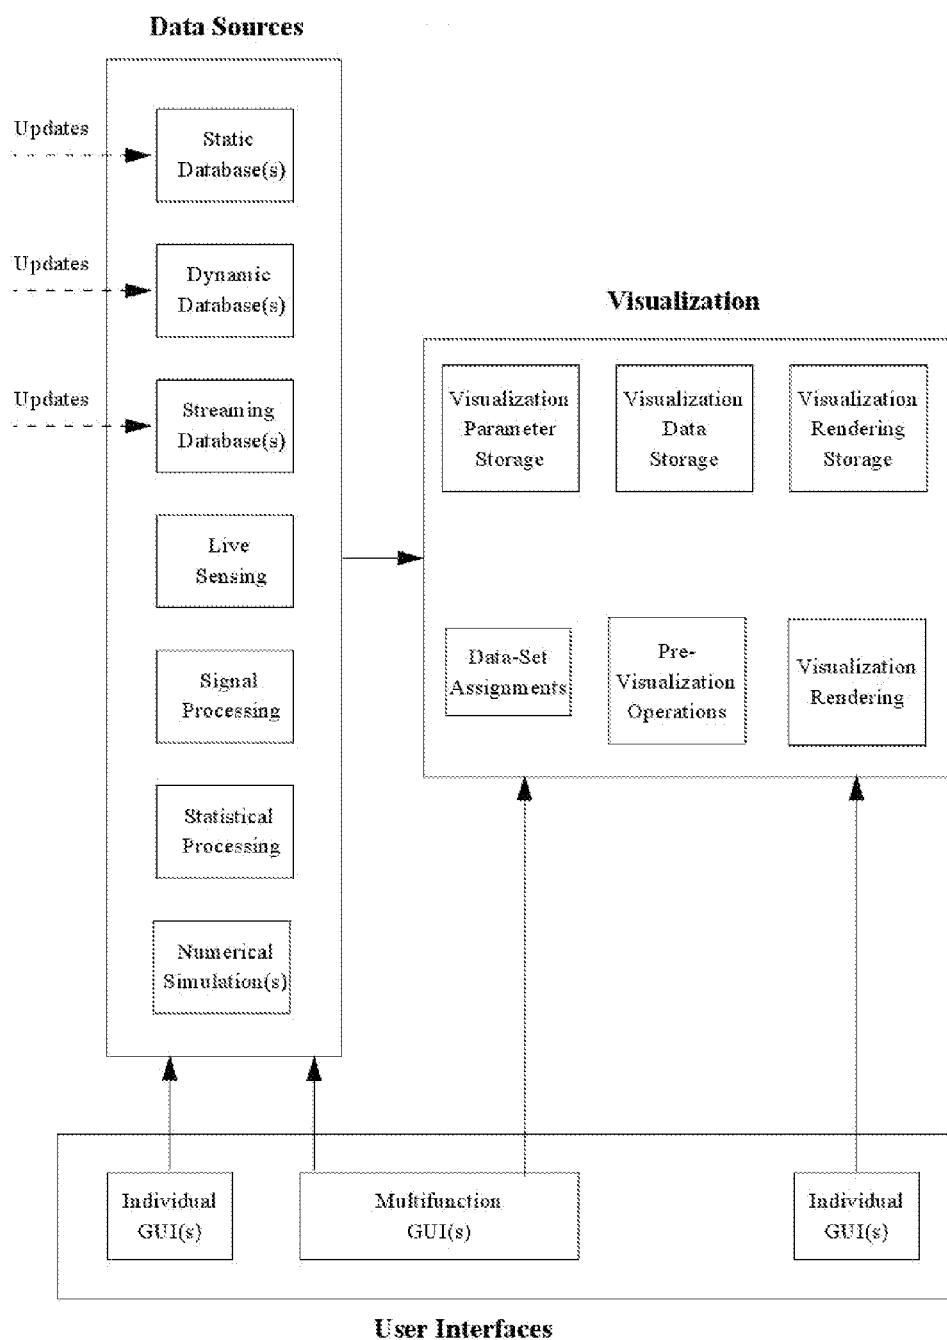 Data Sources
Updates
Static
Database(s)
Updates
Dynamic
Database(s)
Updates
Streaming
Database(s)
Live
Sensing
Signal
Processing
Statistical
Processing
Numerical
Simulation(s)
Visualization
Visualization
Parameter
Storage
Visualization
Data
Storage
Visualization
Rendering
Storage
Data-Set
Assignments
Pre-
Visualization
Operations
Visualization
Rendering
Individual
GUI(s)
Multifunction
GUI(s)
Individual
GUI(s)
User Interfaces